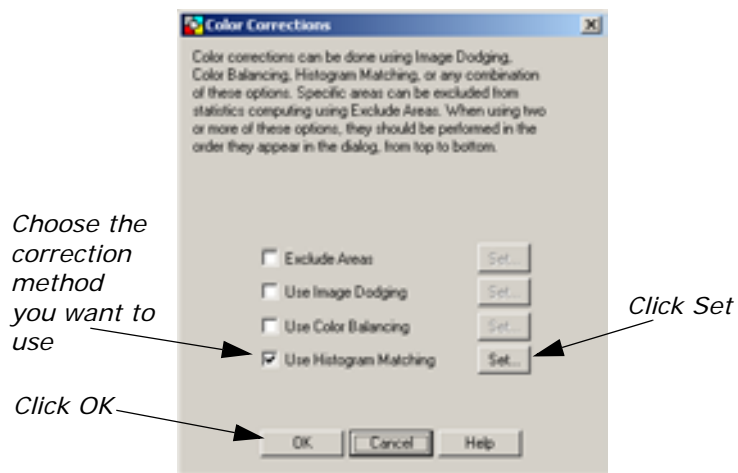 Color Corrections
Color corrections can be done using Image Dodging,
Color Balancing, Histogram Matching, or any combination
of these options. Specific areas can be excluded from
statistics computing using Exclude Areas. When using two
or more of these options, they should be performed in the
order they appear in the dialog, from top to bottom.
Choose the
correction
method
you want to
use
Exclude Areas Set...
Use Image Dodging Set...
Use Color Balancing Set...
Use Histogram Matching Set...
Click Set
Click OK
OK Cancel Help